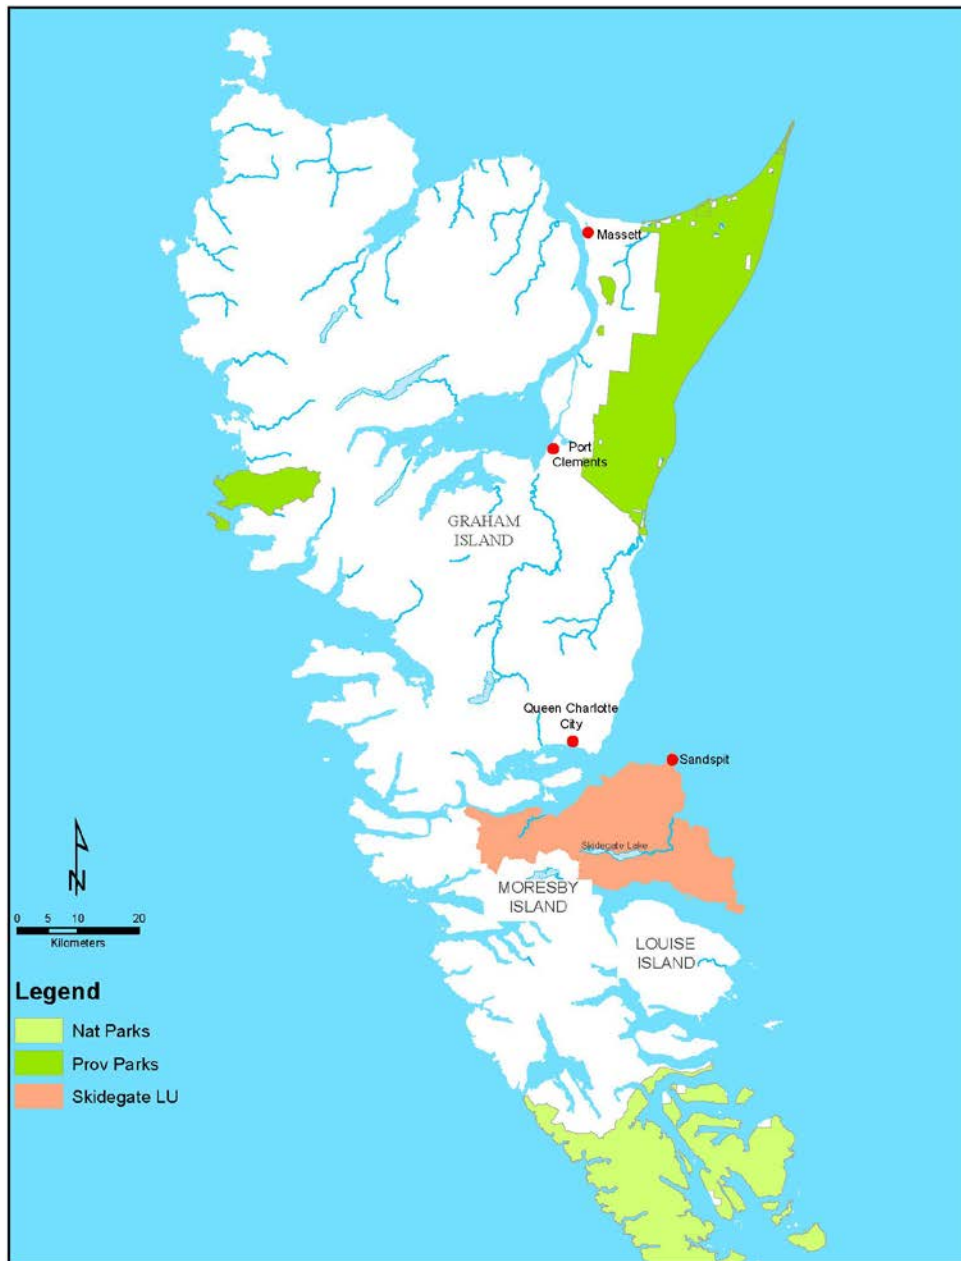 Massett
Port
Clements
GRAHAM
ISLAND
Queen Charlotte
City
Sandspit
Skidegate Lake
MORESBY
ISLAND
LOUISE
ISLAND
N
0 5 10 20
Kilometers
Legend
Nat Parks
Prov Parks
Skidegate LU